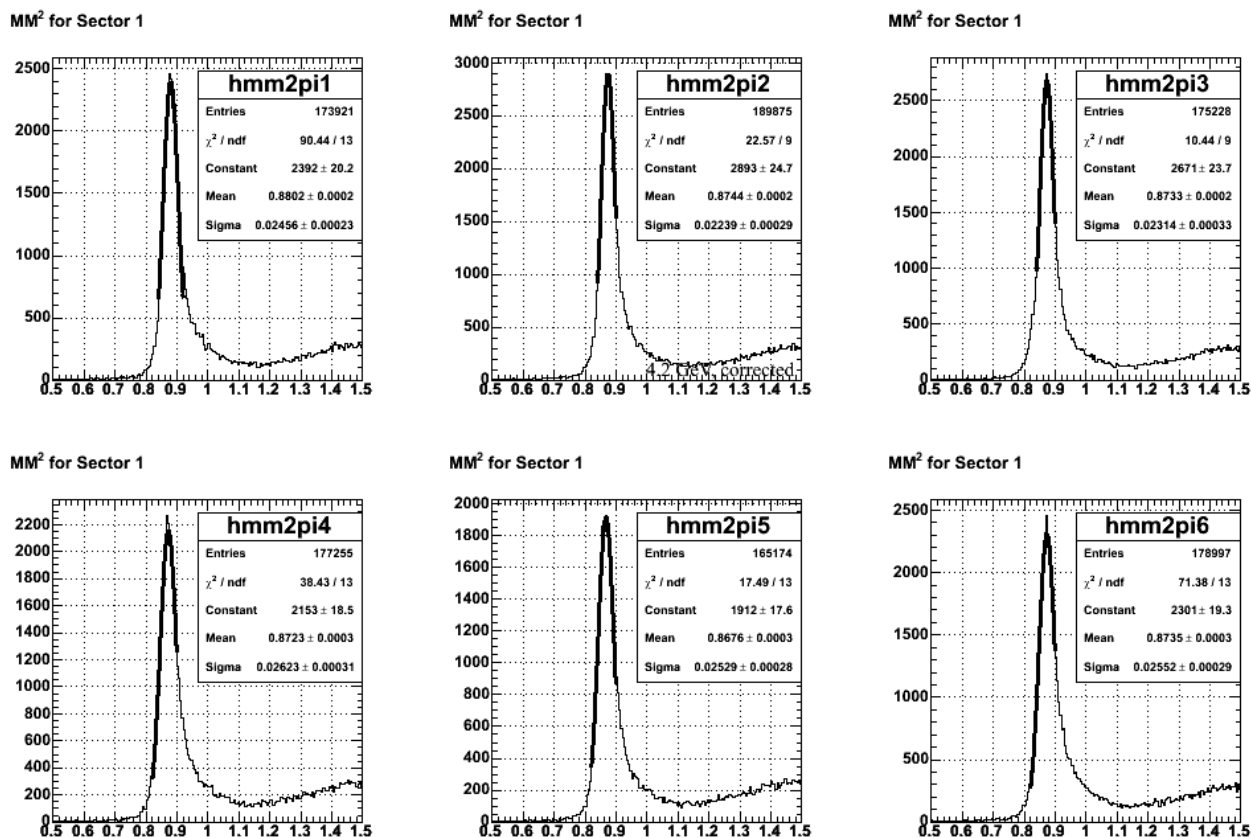 MM² for Sector 1
MM² for Sector 1
MM² for Sector 1
hmm2pi1
Entries 173921
χ² / ndf 90.44 / 13
Constant 2392 ± 20.2
Mean 0.8802 ± 0.0002
Sigma 0.02456 ± 0.00023
2500
2000
1500
1000
500
0
0.5 0.6 0.7 0.8 0.9 1 1.1 1.2 1.3 1.4 1.5
hmm2pi2
Entries 189875
χ² / ndf 22.57 / 9
Constant 2893 ± 24.7
Mean 0.8744 ± 0.0002
Sigma 0.02239 ± 0.00029
3000
2500
2000
1500
1000
500
0
4.2 GeV, corrected
0.5 0.6 0.7 0.8 0.9 1 1.1 1.2 1.3 1.4 1.5
hmm2pi3
Entries 175228
χ² / ndf 10.44 / 9
Constant 2671 ± 23.7
Mean 0.8733 ± 0.0002
Sigma 0.02314 ± 0.00033
2500
2000
1500
1000
500
0
0.5 0.6 0.7 0.8 0.9 1 1.1 1.2 1.3 1.4 1.5
MM² for Sector 1
MM² for Sector 1
MM² for Sector 1
hmm2pi4
Entries 177255
χ² / ndf 38.43 / 13
Constant 2153 ± 18.5
Mean 0.8723 ± 0.0003
Sigma 0.02623 ± 0.00031
2200
2000
1800
1600
1400
1200
1000
800
600
400
200
0
0.5 0.6 0.7 0.8 0.9 1 1.1 1.2 1.3 1.4 1.5
hmm2pi5
Entries 165174
χ² / ndf 17.49 / 13
Constant 1912 ± 17.6
Mean 0.8676 ± 0.0003
Sigma 0.02529 ± 0.00028
2000
1800
1600
1400
1200
1000
800
600
400
200
0
0.5 0.6 0.7 0.8 0.9 1 1.1 1.2 1.3 1.4 1.5
hmm2pi6
Entries 178997
χ² / ndf 71.38 / 13
Constant 2301 ± 19.3
Mean 0.8735 ± 0.0003
Sigma 0.02552 ± 0.00029
2500
2000
1500
1000
500
0
0.5 0.6 0.7 0.8 0.9 1 1.1 1.2 1.3 1.4 1.5